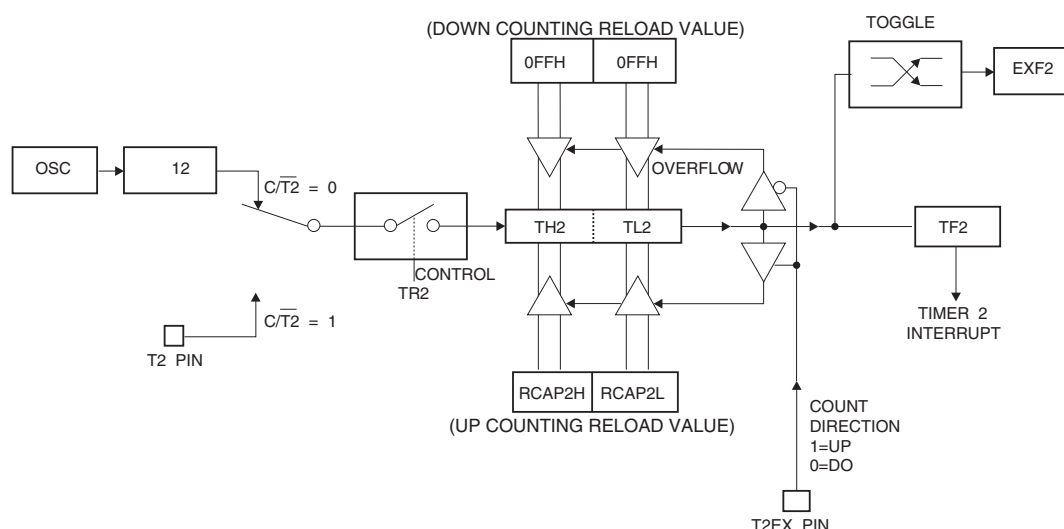 (DOWN COUNTING RELOAD VALUE)
TOGGLE
0FFH
0FFH
EXF2
OSC
12
OVERFLOW
C/T2 = 0
TH2
TL2
TF2
CONTROL
TR2
C/T2 = 1
T2 PIN
TIMER 2
INTERRUPT
RCAP2H
RCAP2L
(UP COUNTING RELOAD VALUE)
COUNT
DIRECTION
1=UP
0=DO
T2EX PIN